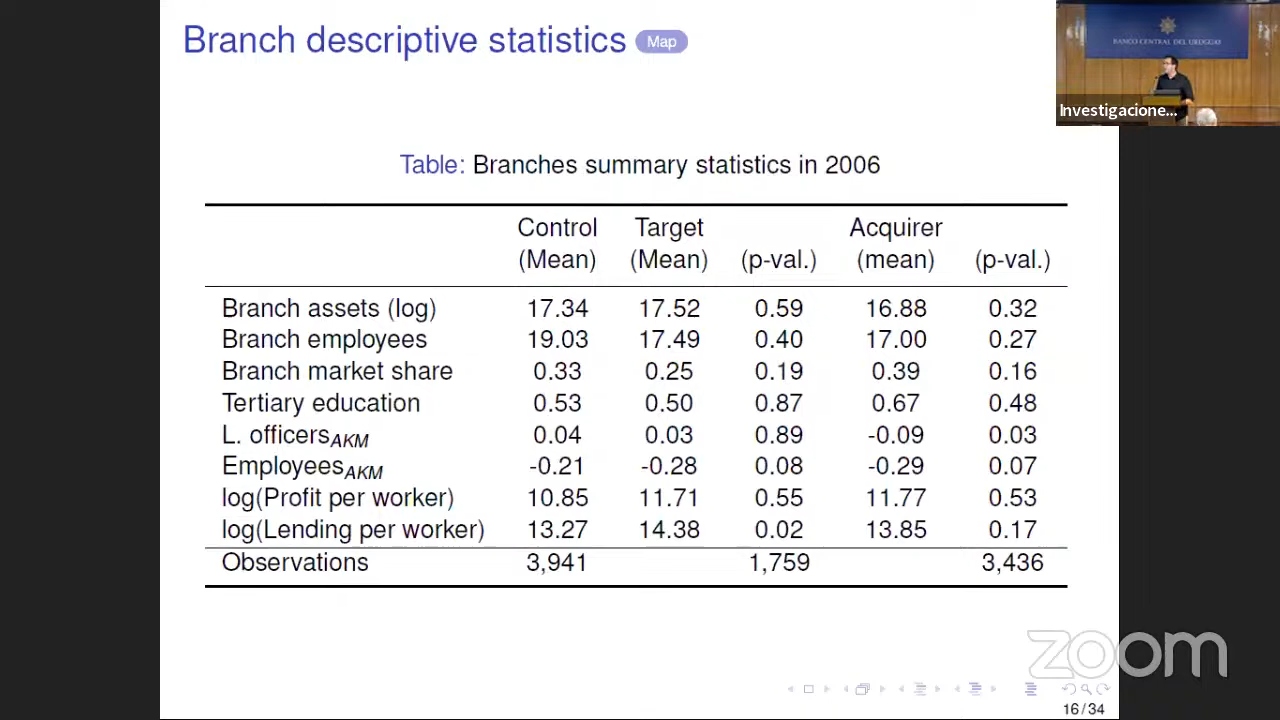 Branch descriptive statistics Map
BANCO CENTRAL DEL URUGUAY
Investigacione...
Table: Branches summary statistics in 2006
Control Target Acquirer
(Mean) (Mean) (p-val.) (mean) (p-val.)
Branch assets (log) 17.34 17.52 0.59 16.88 0.32
Branch employees 19.03 17.49 0.40 17.00 0.27
Branch market share 0.33 0.25 0.19 0.39 0.16
Tertiary education 0.53 0.50 0.87 0.67 0.48
L. officersAKM 0.04 0.03 0.89 -0.09 0.03
EmployeesAKM -0.21 -0.28 0.08 -0.29 0.07
log(Profit per worker) 10.85 11.71 0.55 11.77 0.53
log(Lending per worker) 13.27 14.38 0.02 13.85 0.17
Observations 3,941 1,759 3,436
zoom
16/34